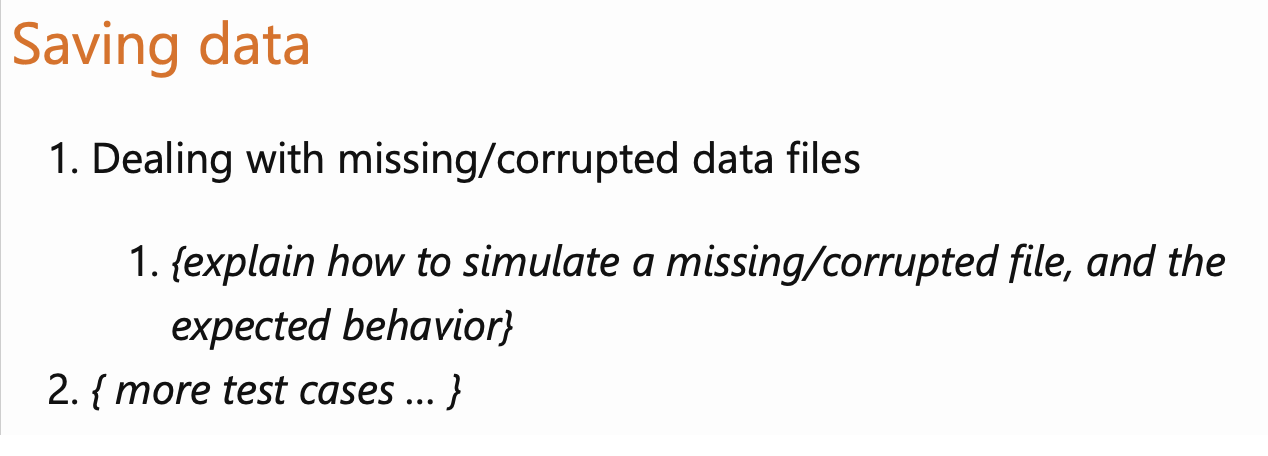 Saving data
1. Dealing with missing/corrupted data files
1. {explain how to simulate a missing/corrupted file, and the
expected behavior}
2. { more test cases … }